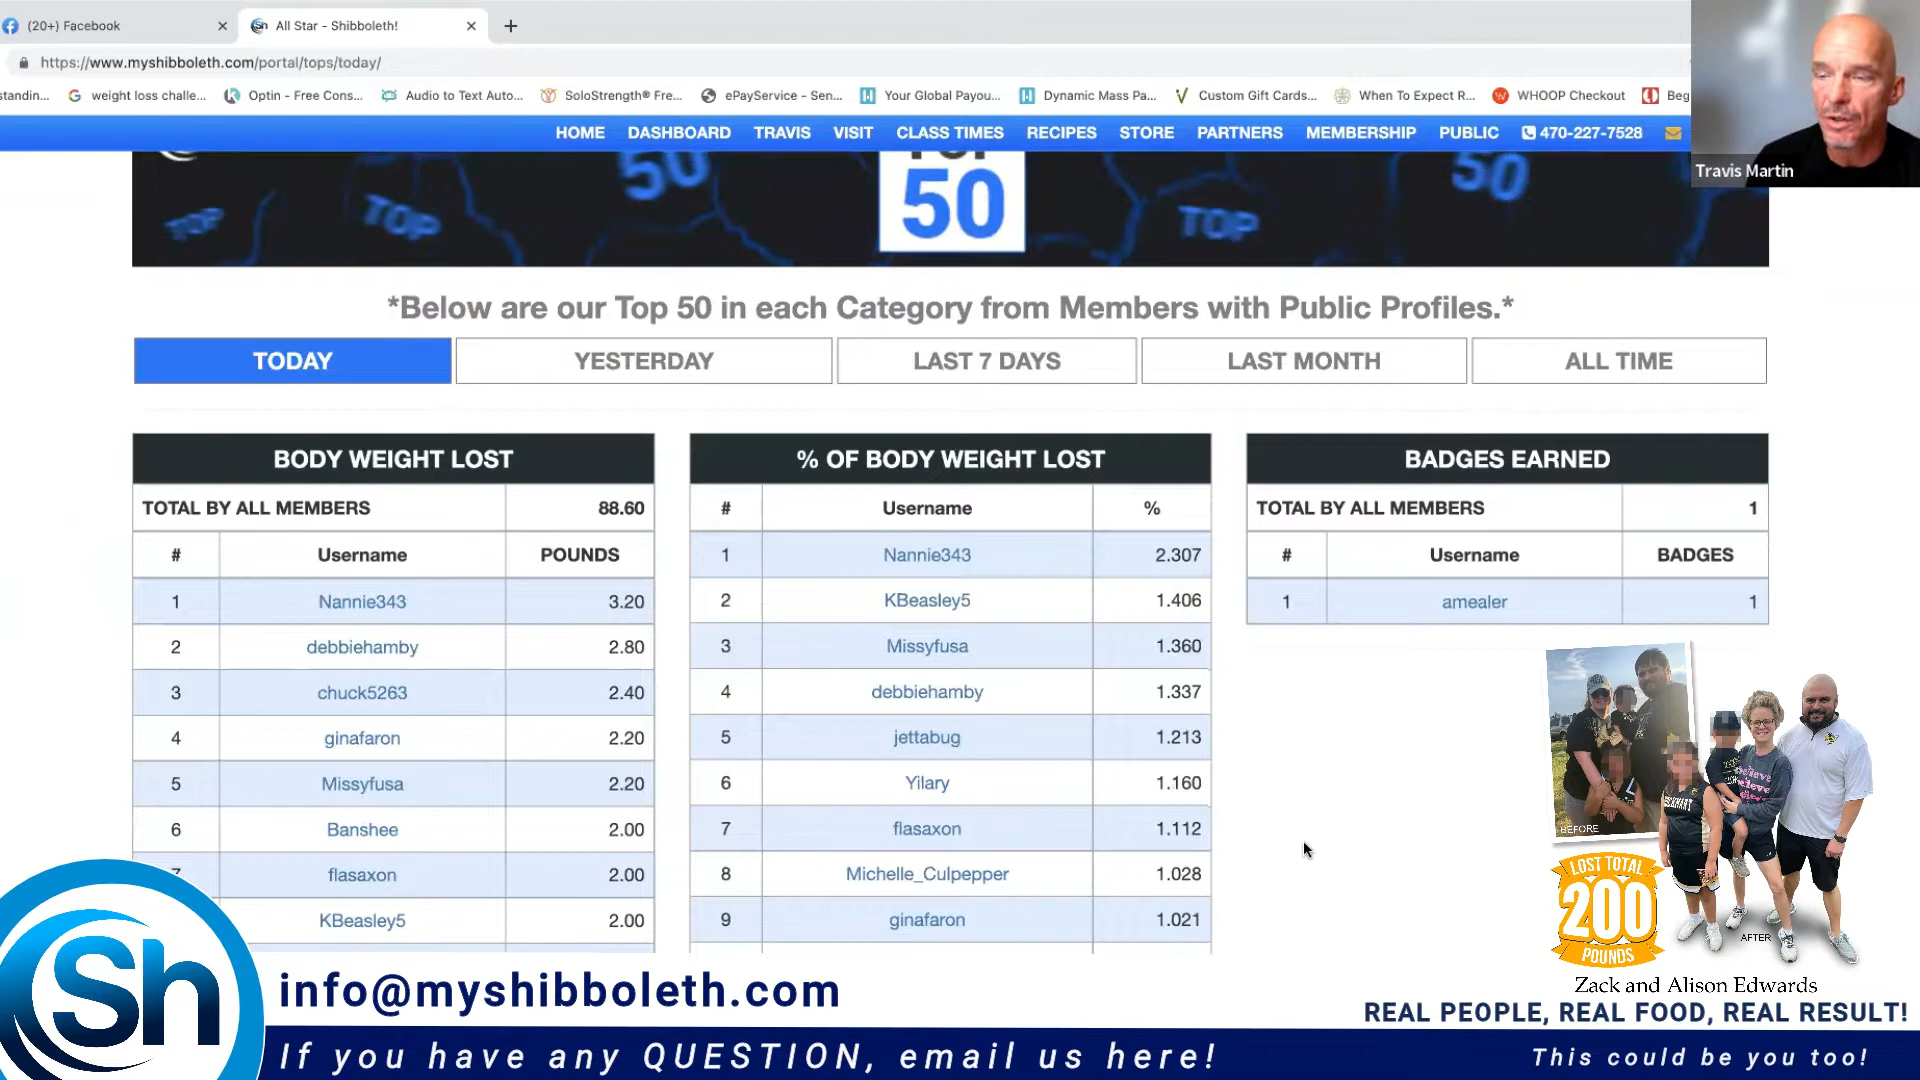 (20+) Facebook
All Star - Shibboleth!
https://www.myshibboleth.com/portal/tops/today/
standin...
weight loss challe...
Optin - Free Cons...
Audio to Text Auto...
SoloStrength® Fre...
ePayService - Sen...
Your Global Payou...
Dynamic Mass Pa...
Custom Gift Cards...
When To Expect R...
WHOOP Checkout
Beg
HOME DASHBOARD TRAVIS VISIT CLASS TIMES RECIPES STORE PARTNERS MEMBERSHIP PUBLIC 470-227-7528
Travis Martin
TOP TOP 50 TOP 50 TOP 50
*Below are our Top 50 in each Category from Members with Public Profiles.*
TODAY YESTERDAY LAST 7 DAYS LAST MONTH ALL TIME
BODY WEIGHT LOST
TOTAL BY ALL MEMBERS 88.60
# Username POUNDS
1 Nannie343 3.20
2 debbiehamby 2.80
3 chuck5263 2.40
4 ginafaron 2.20
5 Missyfusa 2.20
6 Banshee 2.00
7 flasaxon 2.00
KBeasley5 2.00
% OF BODY WEIGHT LOST
# Username %
1 Nannie343 2.307
2 KBeasley5 1.406
3 Missyfusa 1.360
4 debbiehamby 1.337
5 jettabug 1.213
6 Yilary 1.160
7 flasaxon 1.112
8 Michelle_Culpepper 1.028
9 ginafaron 1.021
BADGES EARNED
TOTAL BY ALL MEMBERS 1
# Username BADGES
1 amealer 1
BEFORE
LOST TOTAL
200
POUNDS
AFTER
Zack and Alison Edwards
REAL PEOPLE, REAL FOOD, REAL RESULT!
This could be you too!
Sh
info@myshibboleth.com
If you have any QUESTION, email us here!